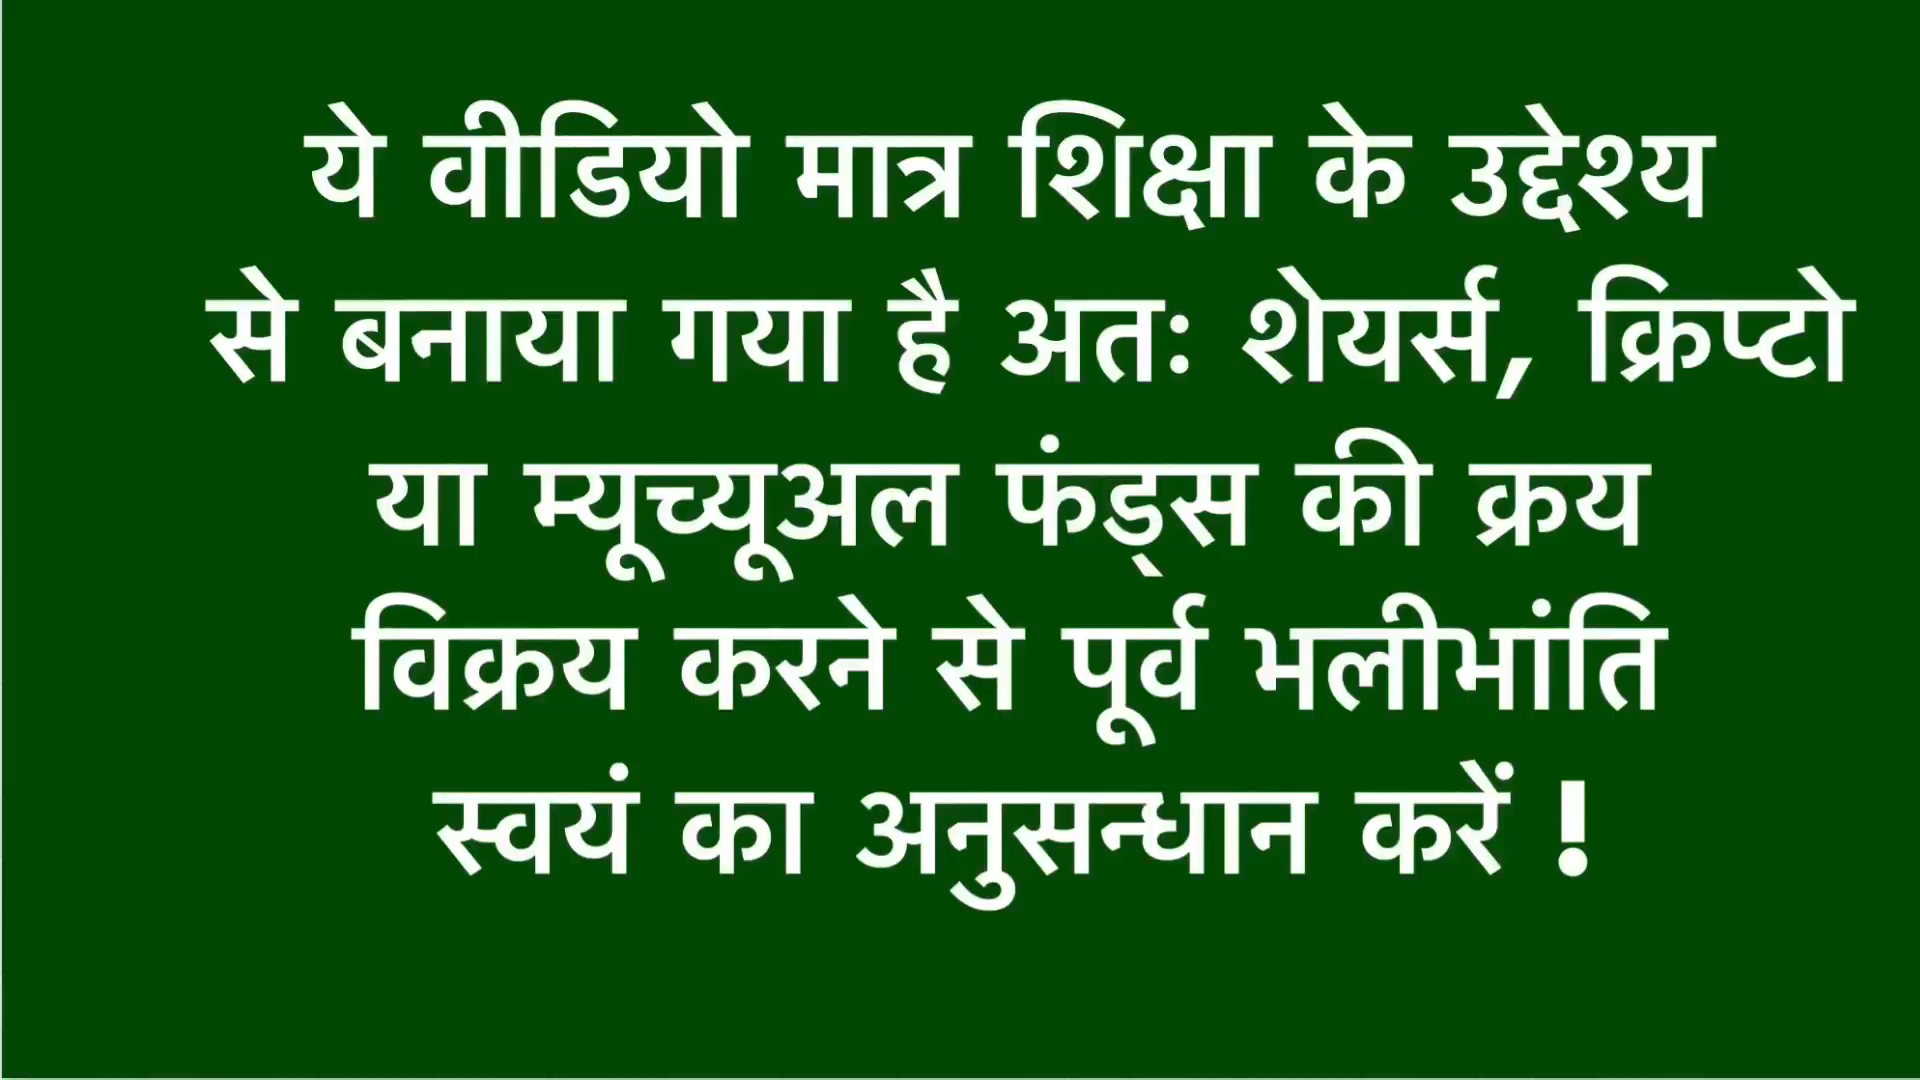 ये वीडियो मात्र शिक्षा के उद्देश्य
से बनाया गया है अतः शेयर्स, क्रिप्टो
या म्यूच्यूअल फंड्स की क्रय
विक्रय करने से पूर्व भलीभांति
स्वयं का अनुसन्धान करें !